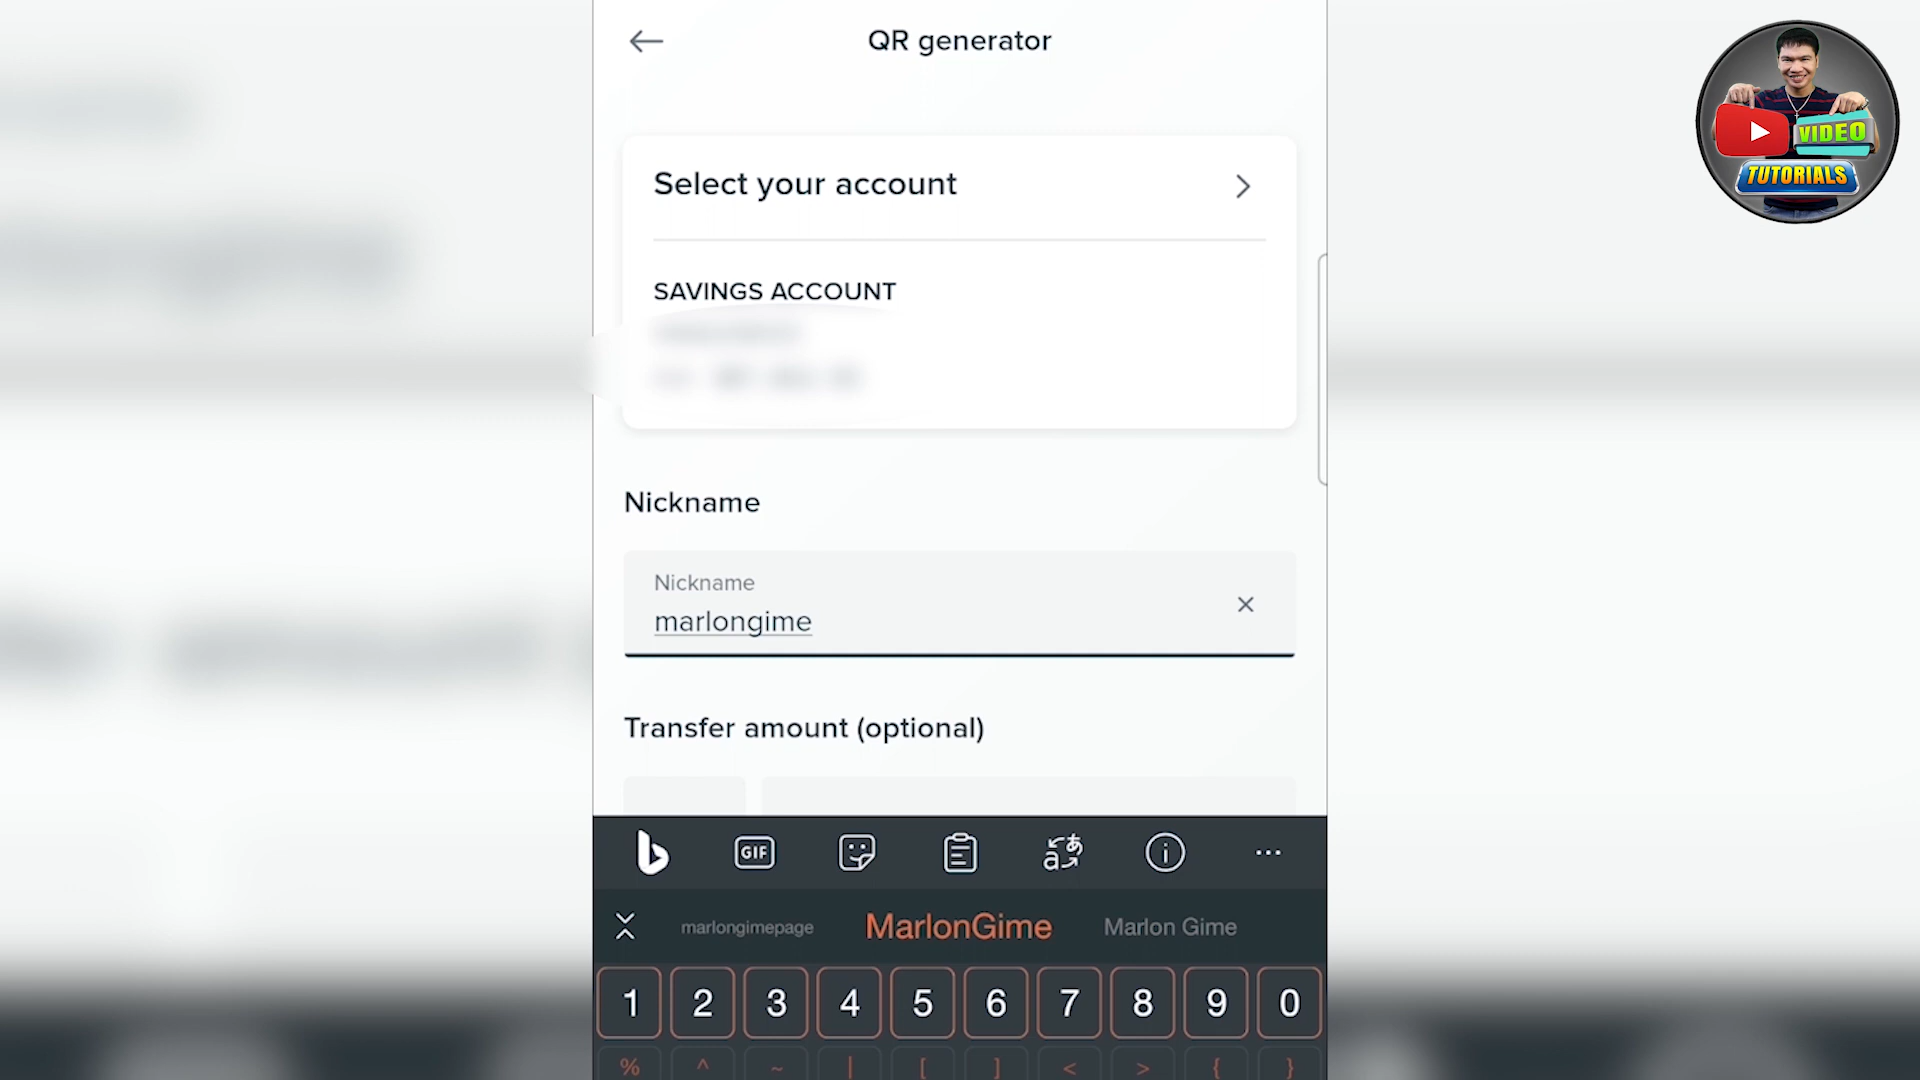 QR generator
Select your account
SAVINGS ACCOUNT
Nickname
Nickname
marlongime
Transfer amount (optional)
GIF
marlongimepage MarlonGime Marlon Gime
1 2 3 4 5 6 7 8 9 0
% ^ ~ | [ ] < > { }
VIDEO
TUTORIALS